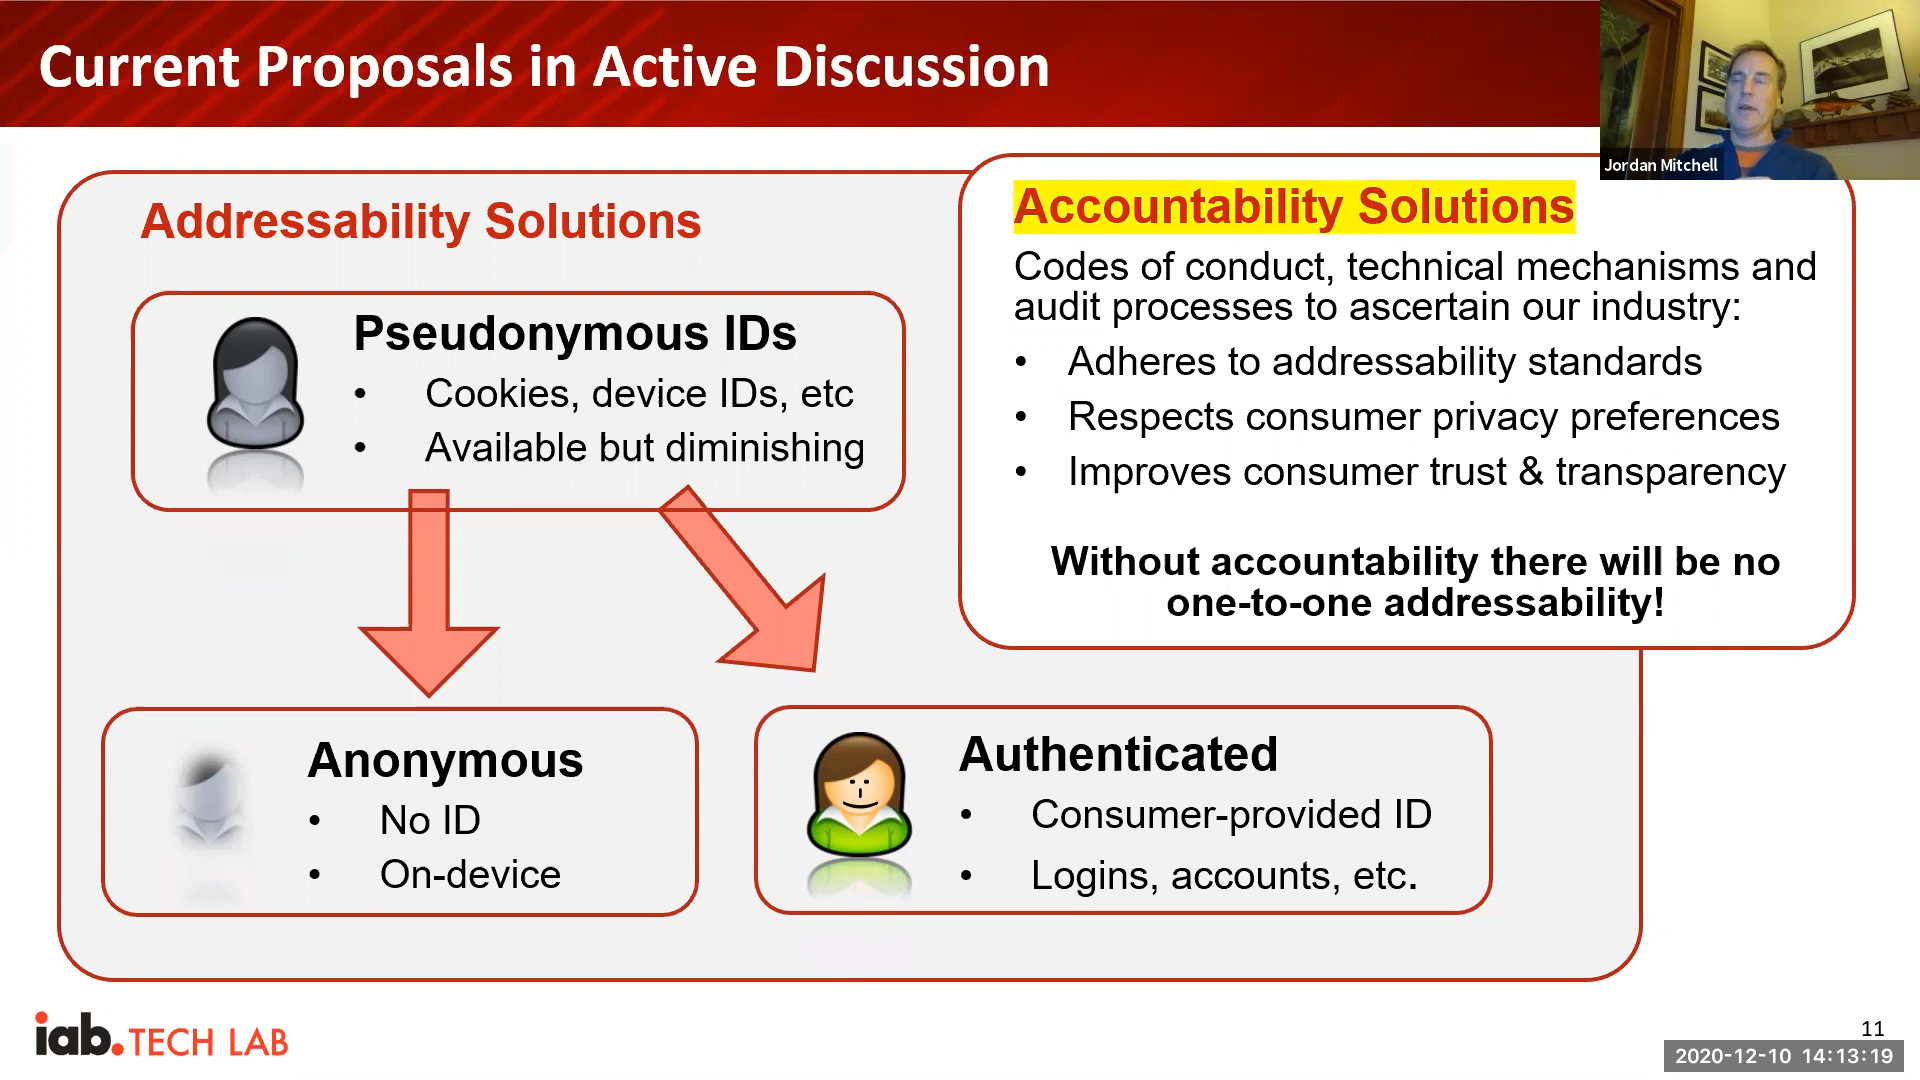 Current Proposals in Active Discussion
Jordan Mitchell
Addressability Solutions
Pseudonymous IDs
• Cookies, device IDs, etc
• Available but diminishing
Accountability Solutions
Codes of conduct, technical mechanisms and
audit processes to ascertain our industry:
• Adheres to addressability standards
• Respects consumer privacy preferences
• Improves consumer trust & transparency
Without accountability there will be no
one-to-one addressability!
Anonymous
• No ID
• On-device
Authenticated
• Consumer-provided ID
• Logins, accounts, etc.
iab.TECH LAB
11
2020-12-10 14:13:19